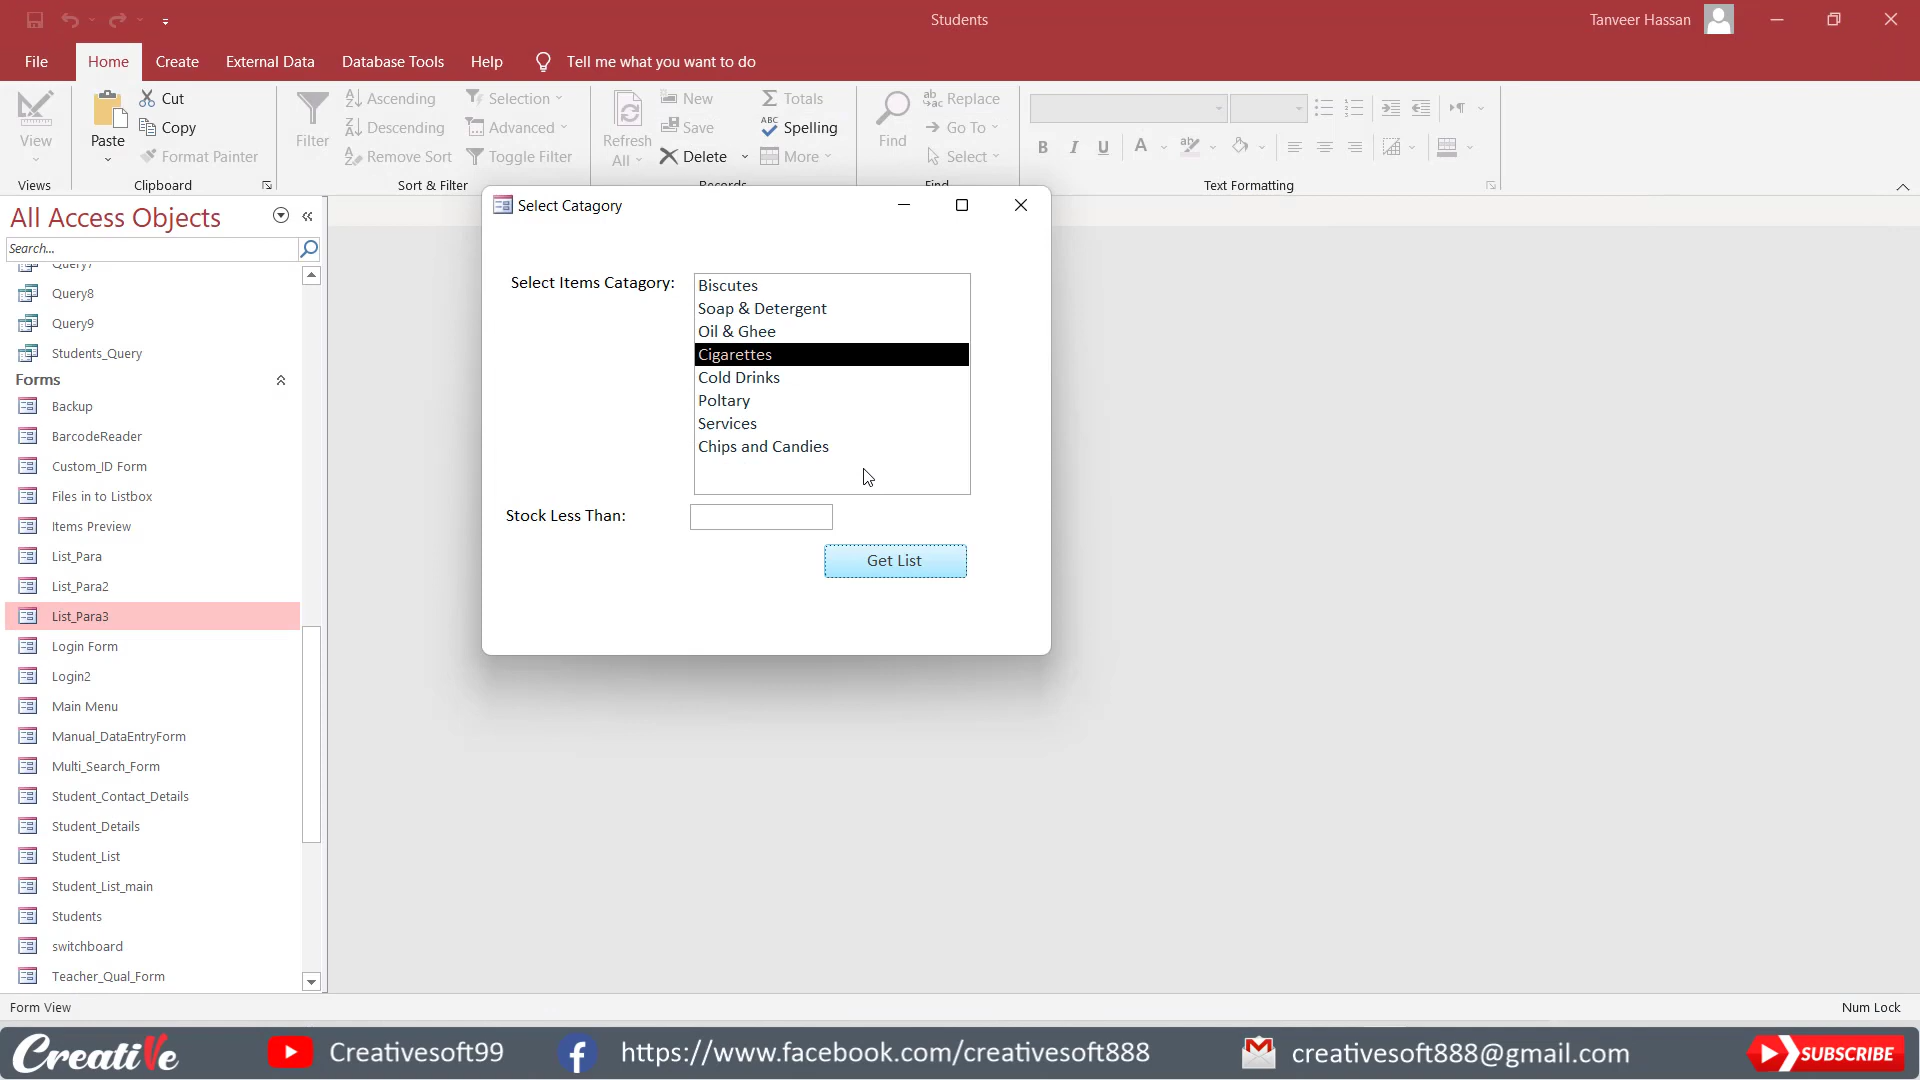 Students
Tanveer Hassan
File
Home
Create
External Data
Database Tools
Help
Tell me what you want to do
View
Views
Paste
Cut
Copy
Format Painter
Clipboard
Filter
Ascending
Descending
Remove Sort
Selection
Advanced
Toggle Filter
Sort & Filter
Refresh
All
New
Save
Delete
Totals
Spelling
More
Records
Find
Replace
Go To
Select
Find
B I U
A
Text Formatting
All Access Objects
Search...
Query7
Query8
Query9
Students_Query
Forms
Backup
BarcodeReader
Custom_ID Form
Files in to Listbox
Items Preview
List_Para
List_Para2
List_Para3
Login Form
Login2
Main Menu
Manual_DataEntryForm
Multi_Search_Form
Student_Contact_Details
Student_Details
Student_List
Student_List_main
Students
switchboard
Teacher_Qual_Form
Select Catagory
Select Items Catagory:
Biscutes
Soap & Detergent
Oil & Ghee
Cigarettes
Cold Drinks
Poltary
Services
Chips and Candies
Stock Less Than:
Get List
Form View
Num Lock
Creative
Creativesoft99
https://www.facebook.com/creativesoft888
creativesoft888@gmail.com
SUBSCRIBE